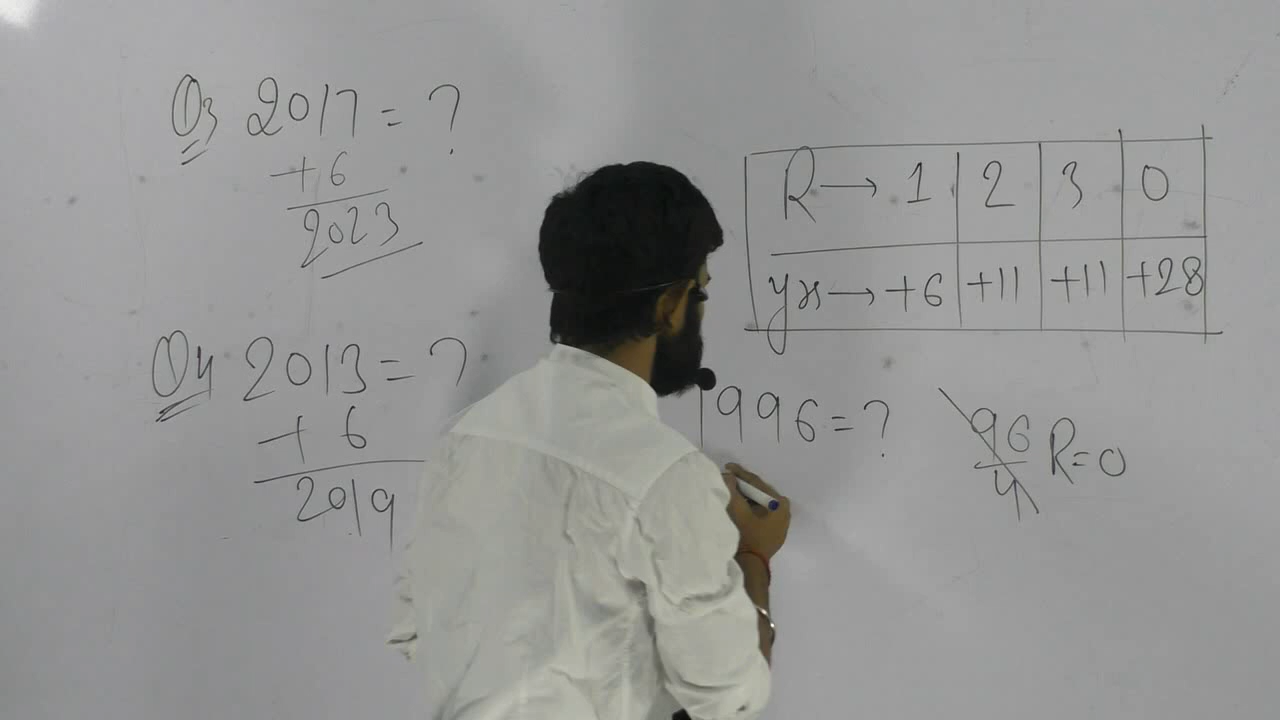 Q3 2017 = ?
+ 6
2023
Q4 2013 = ?
+ 6
2019
R → 1 2 3 0
yr → +6 +11 +11 +28
1996 = ?
96
4
R = 0